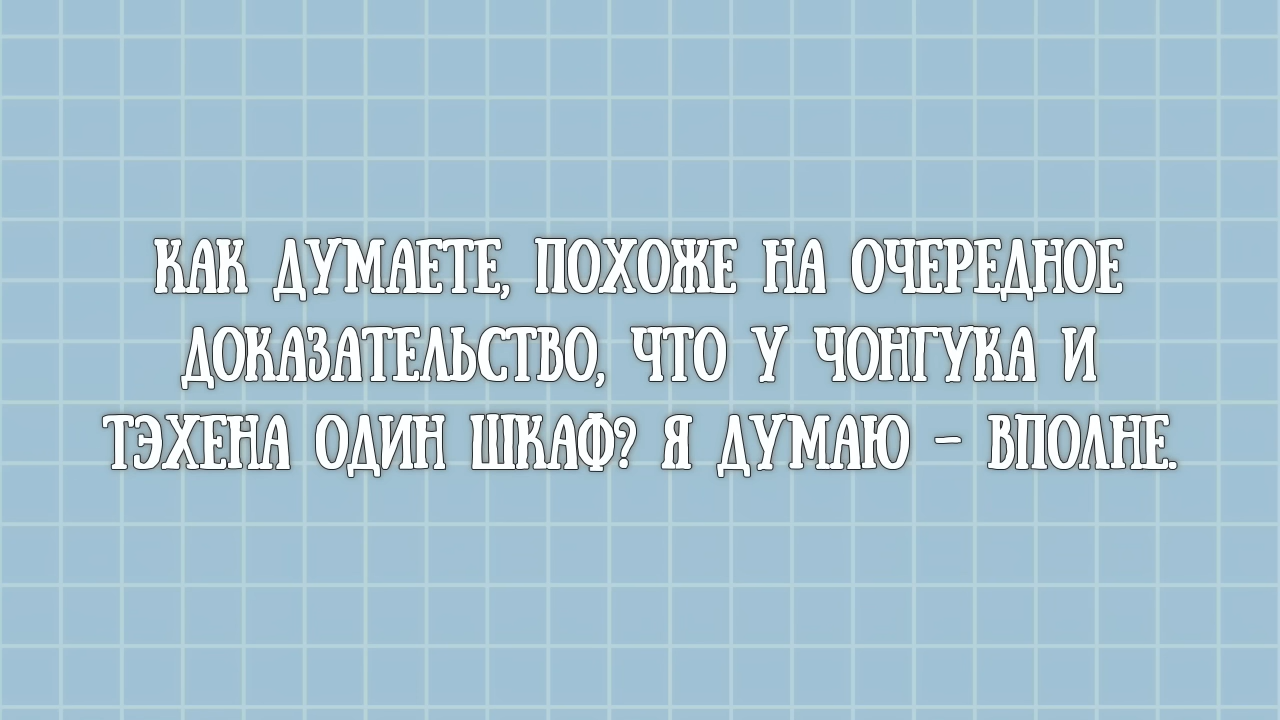 КАК ДУМАЕТЕ, ПОХОЖЕ НА ОЧЕРЕДНОЕ
ДОКАЗАТЕЛЬСТВО, ЧТО У ЧОНГУКА И
ТЭХЕНА ОДИН ШКАФ? Я ДУМАЮ - ВПОЛНЕ.